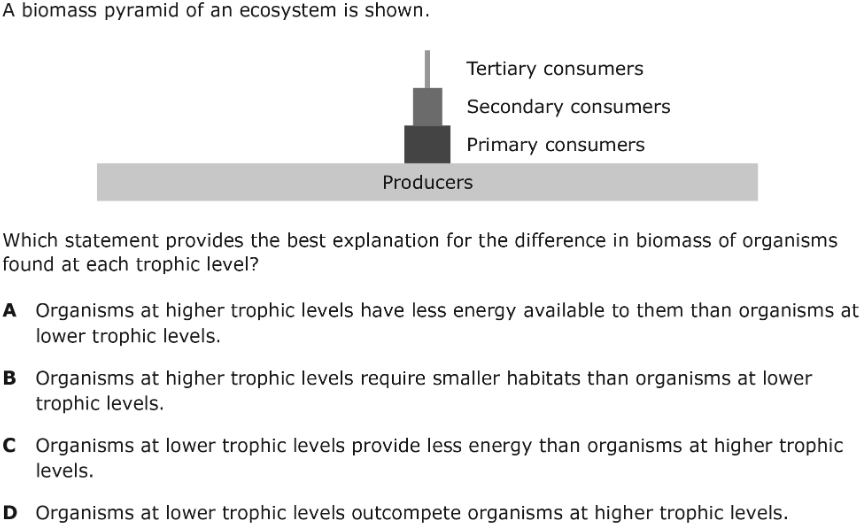 A biomass pyramid of an ecosystem is shown.
Tertiary consumers
Secondary consumers
Primary consumers
Producers
Which statement provides the best explanation for the difference in biomass of organisms
found at each trophic level?
A Organisms at higher trophic levels have less energy available to them than organisms at
lower trophic levels.
B Organisms at higher trophic levels require smaller habitats than organisms at lower
trophic levels.
C Organisms at lower trophic levels provide less energy than organisms at higher trophic
levels.
D Organisms at lower trophic levels outcompete organisms at higher trophic levels.